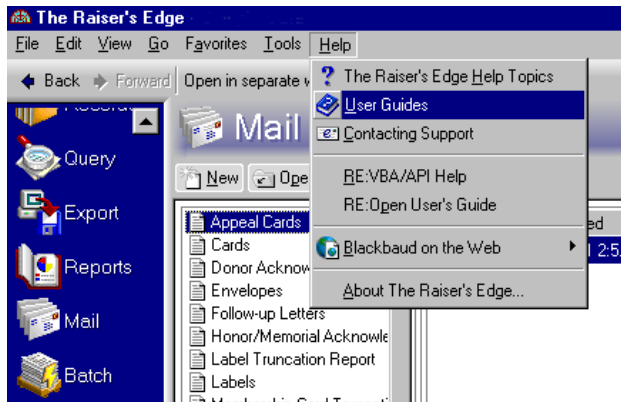 The Raiser's Edge
File Edit View Go Favorites Tools Help
Back Forward Open in separate
The Raiser's Edge Help Topics
User Guides
Contacting Support
RE:VBA/API Help
RE:Open User's Guide
Blackbaud on the Web
About The Raiser's Edge...
Query
Export
Reports
Mail
Batch
Mail
New
Appeal Cards
Cards
Donor Acknow
Envelopes
Follow-up Letters
Honor/Memorial Acknowle
Label Truncation Report
Labels